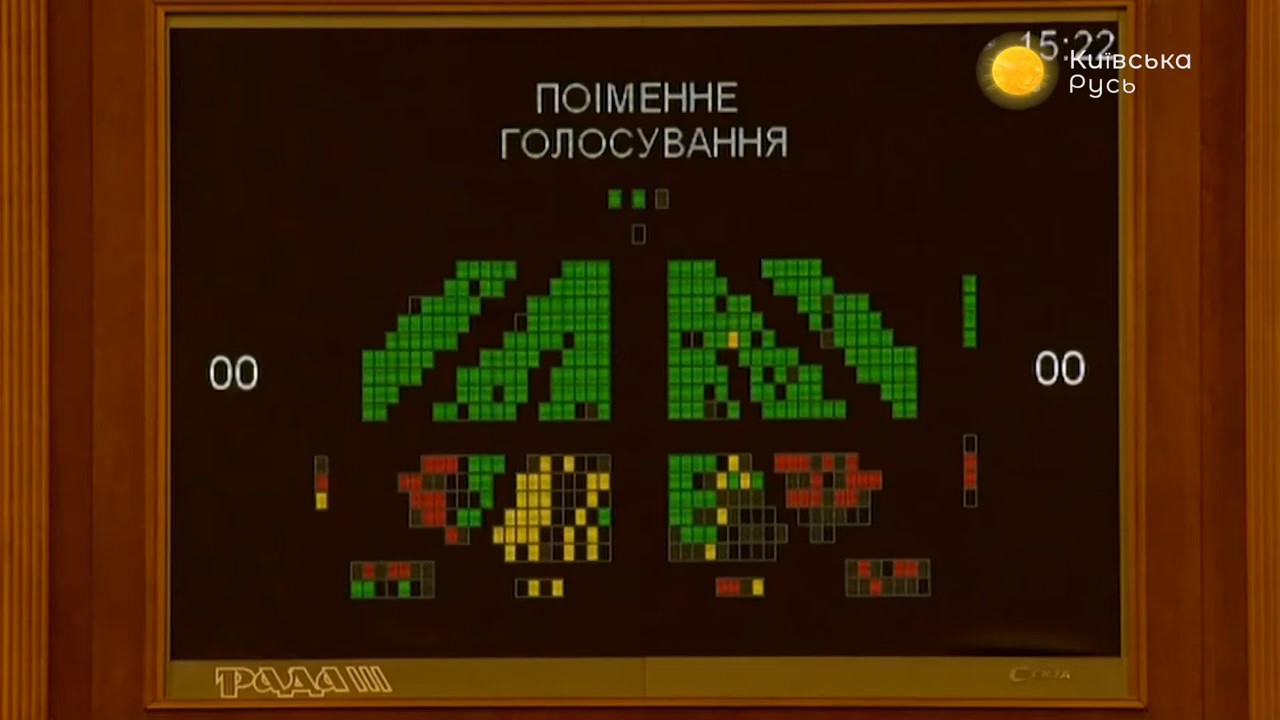 15:22
Київська
Русь
ПОІМЕННЕ
ГОЛОСУВАННЯ
00
00
РАДА III